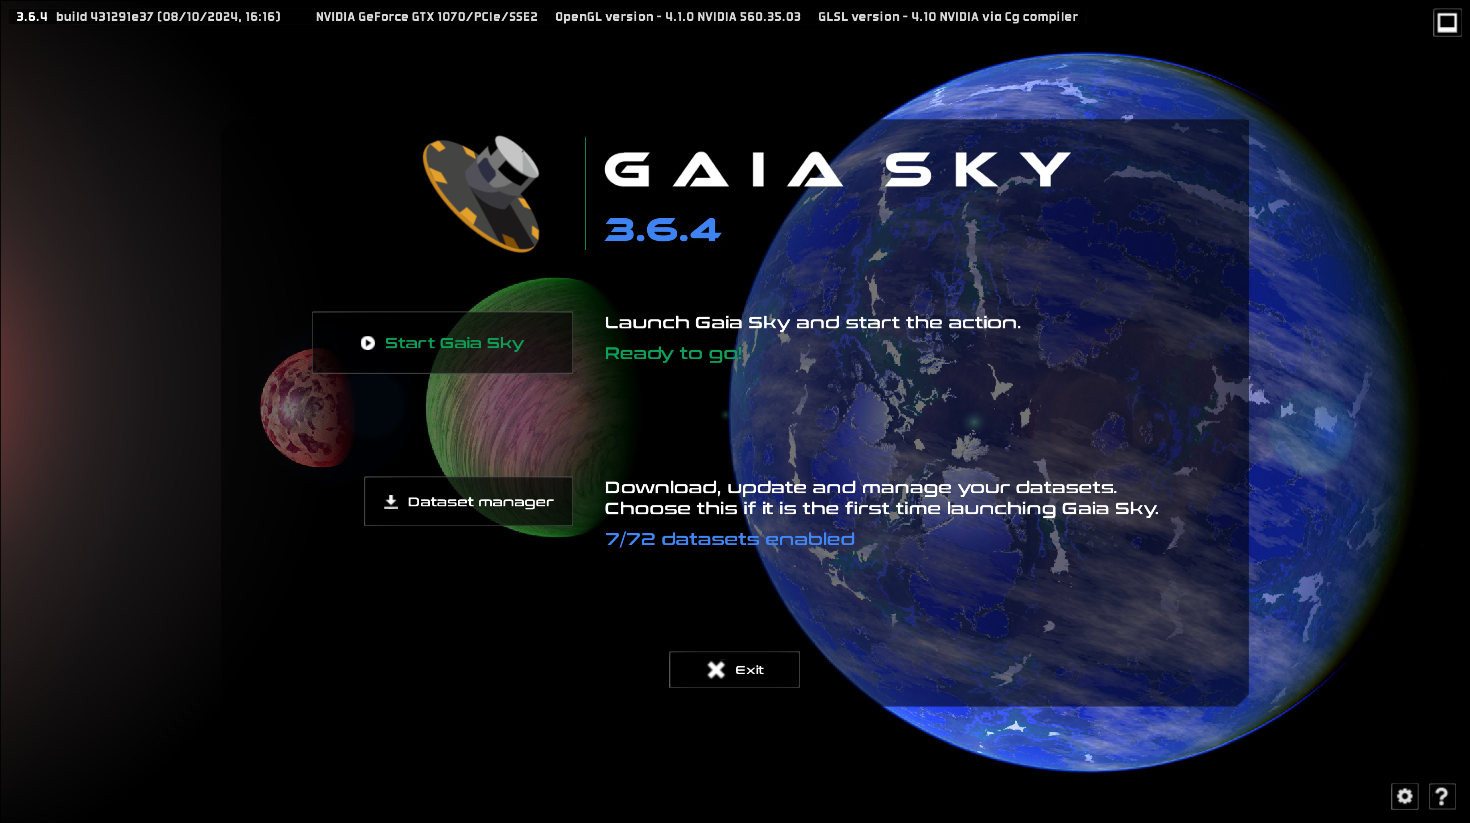 3.6.4 build 431291e37 (08/10/2024, 16:16) NVIDIA GeForce GTX 1070/PCIe/SSE2 OpenGL version - 4.1.0 NVIDIA 560.35.03 GLSL version - 4.10 NVIDIA via Cg compiler
GAIA SKY
3.6.4
Start Gaia Sky
Launch Gaia Sky and start the action.
Ready to go!
Dataset manager
Download, update and manage your datasets.
Choose this if it is the first time launching Gaia Sky.
7/72 datasets enabled
Exit
?